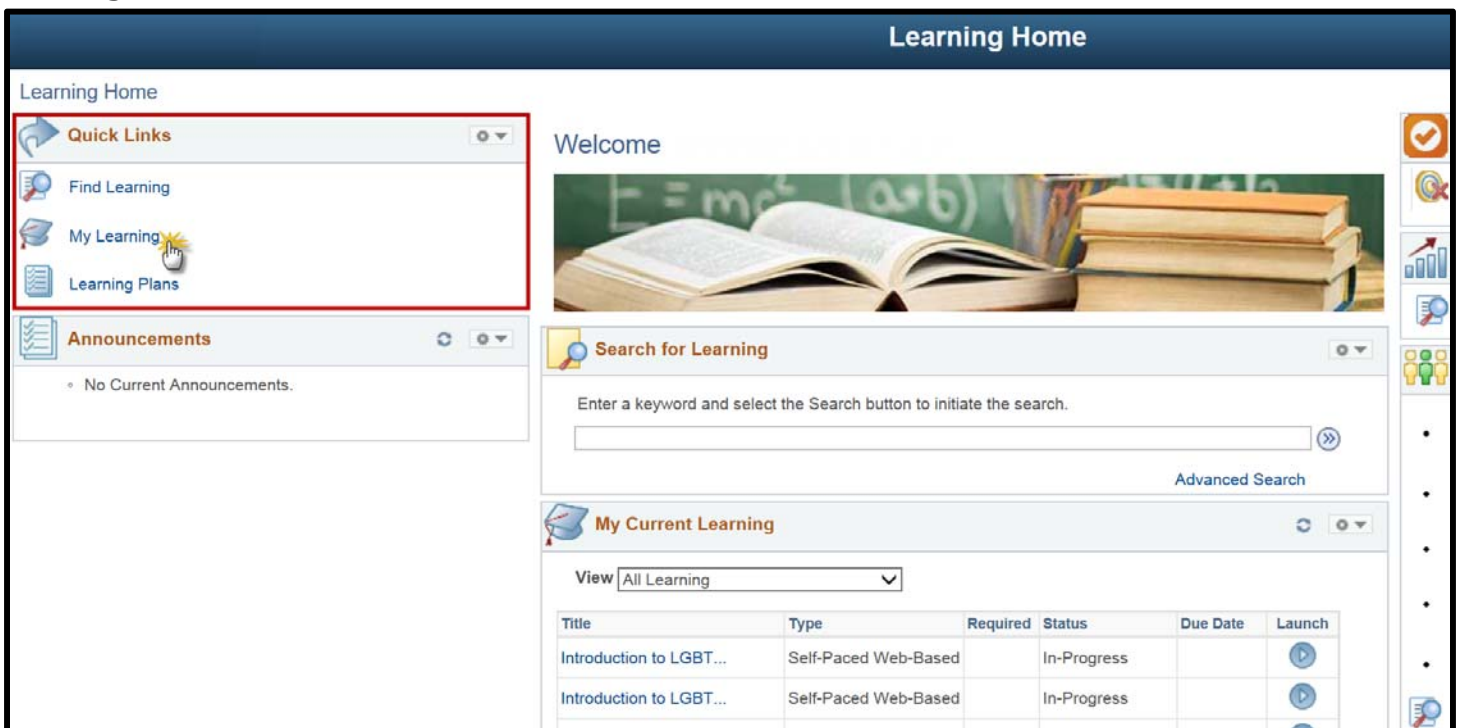 Learning Home
Learning Home
Quick Links
Find Learning
My Learning
Learning Plans
Announcements
• No Current Announcements.
Welcome
E = mc² (a+b)
Search for Learning
Enter a keyword and select the Search button to initiate the search.
Advanced Search
My Current Learning
View All Learning
Title Type Required Status Due Date Launch
Introduction to LGBT... Self-Paced Web-Based In-Progress
Introduction to LGBT... Self-Paced Web-Based In-Progress